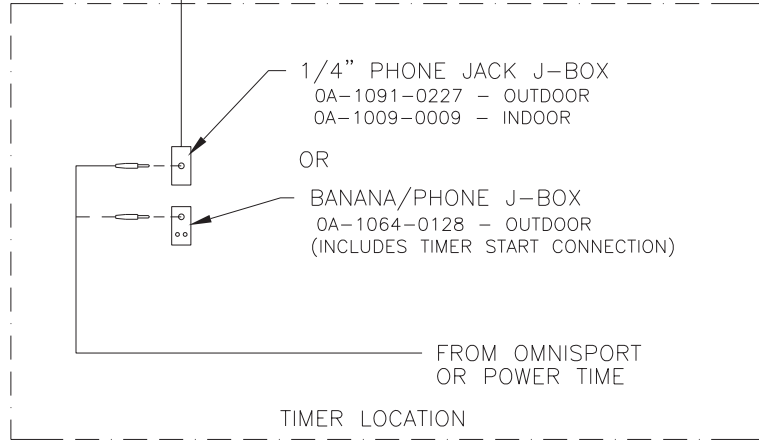 1/4” PHONE JACK J-BOX
0A-1091-0227 - OUTDOOR
0A-1009-0009 - INDOOR
OR
BANANA/PHONE J-BOX
0A-1064-0128 - OUTDOOR
(INCLUDES TIMER START CONNECTION)
FROM OMNISPORT
OR POWER TIME
TIMER LOCATION